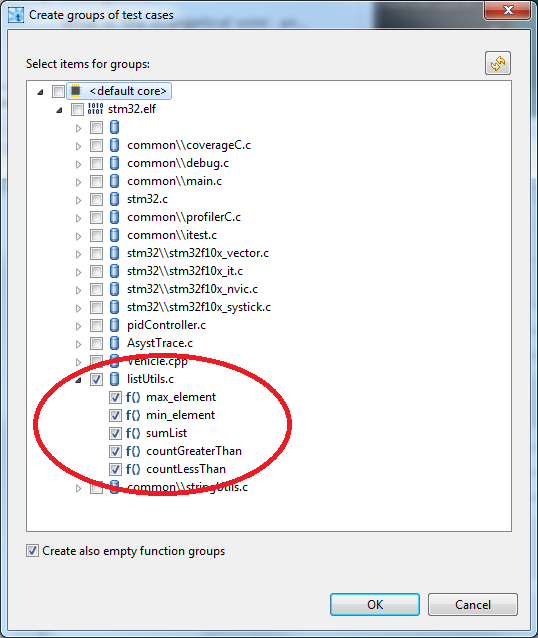 Create groups of test cases
Select items for groups:
<default core>
stm32.elf
common\\coverageC.c
common\\debug.c
common\\main.c
stm32.c
common\\profilerC.c
common\\itest.c
stm32\\stm32f10x_vector.c
stm32\\stm32f10x_it.c
stm32\\stm32f10x_nvic.c
stm32\\stm32f10x_systick.c
pidController.c
AsystTrace.c
vehicle.cpp
listUtils.c
f() max_element
f() min_element
f() sumList
f() countGreaterThan
f() countLessThan
common\\stringUtils.c
Create also empty function groups
OK Cancel